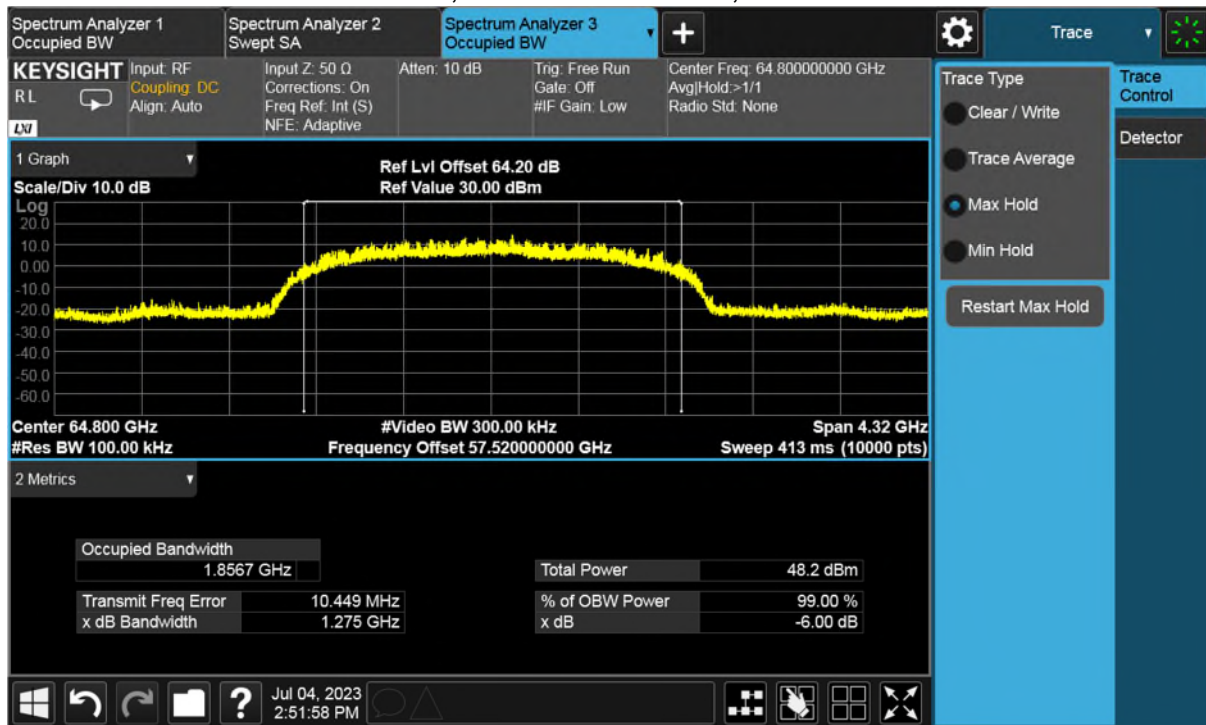 Spectrum Analyzer 1
Occupied BW
Spectrum Analyzer 2
Swept SA
Spectrum Analyzer 3
Occupied BW
Trace
KEYSIGHT
RL
LXI
Input: RF
Coupling: DC
Align: Auto
Input Z: 50 Ω
Corrections: On
Freq Ref: Int (S)
NFE: Adaptive
Atten: 10 dB
Trig: Free Run
Gate: Off
#IF Gain: Low
Center Freq: 64.800000000 GHz
Avg|Hold:>1/1
Radio Std: None
Trace Type
Clear / Write
Trace Average
Max Hold
Min Hold
Restart Max Hold
Trace
Control
Detector
1 Graph
Scale/Div 10.0 dB
Ref Lvl Offset 64.20 dB
Ref Value 30.00 dBm
Log
20.0
10.0
0.00
-10.0
-20.0
-30.0
-40.0
-50.0
-60.0
Center 64.800 GHz
#Video BW 300.00 kHz
Span 4.32 GHz
#Res BW 100.00 kHz
Frequency Offset 57.520000000 GHz
Sweep 413 ms (10000 pts)
2 Metrics
Occupied Bandwidth
1.8567 GHz
Total Power 48.2 dBm
Transmit Freq Error 10.449 MHz
% of OBW Power 99.00 %
x dB Bandwidth 1.275 GHz
x dB -6.00 dB
?
Jul 04, 2023
2:51:58 PM